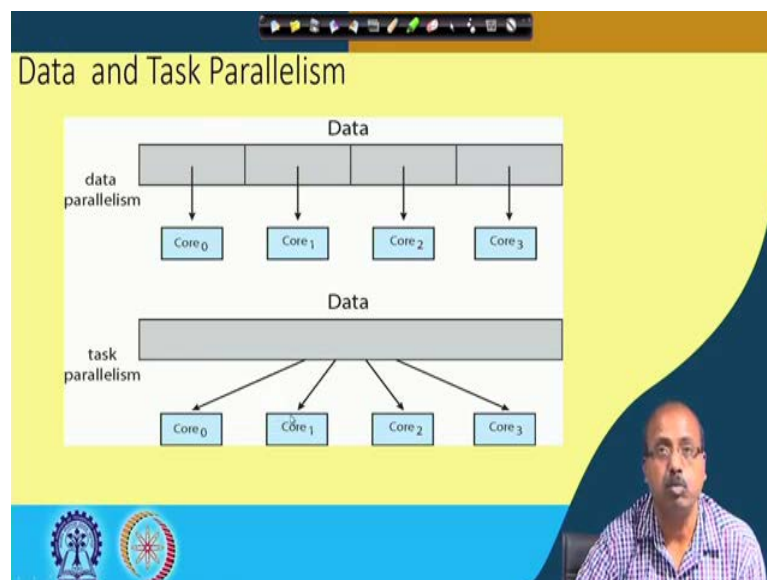 Data and Task Parallelism
Data
data
parallelism
Core 0
Core 1
Core 2
Core 3
Data
task
parallelism
Core 0
Core 1
Core 2
Core 3